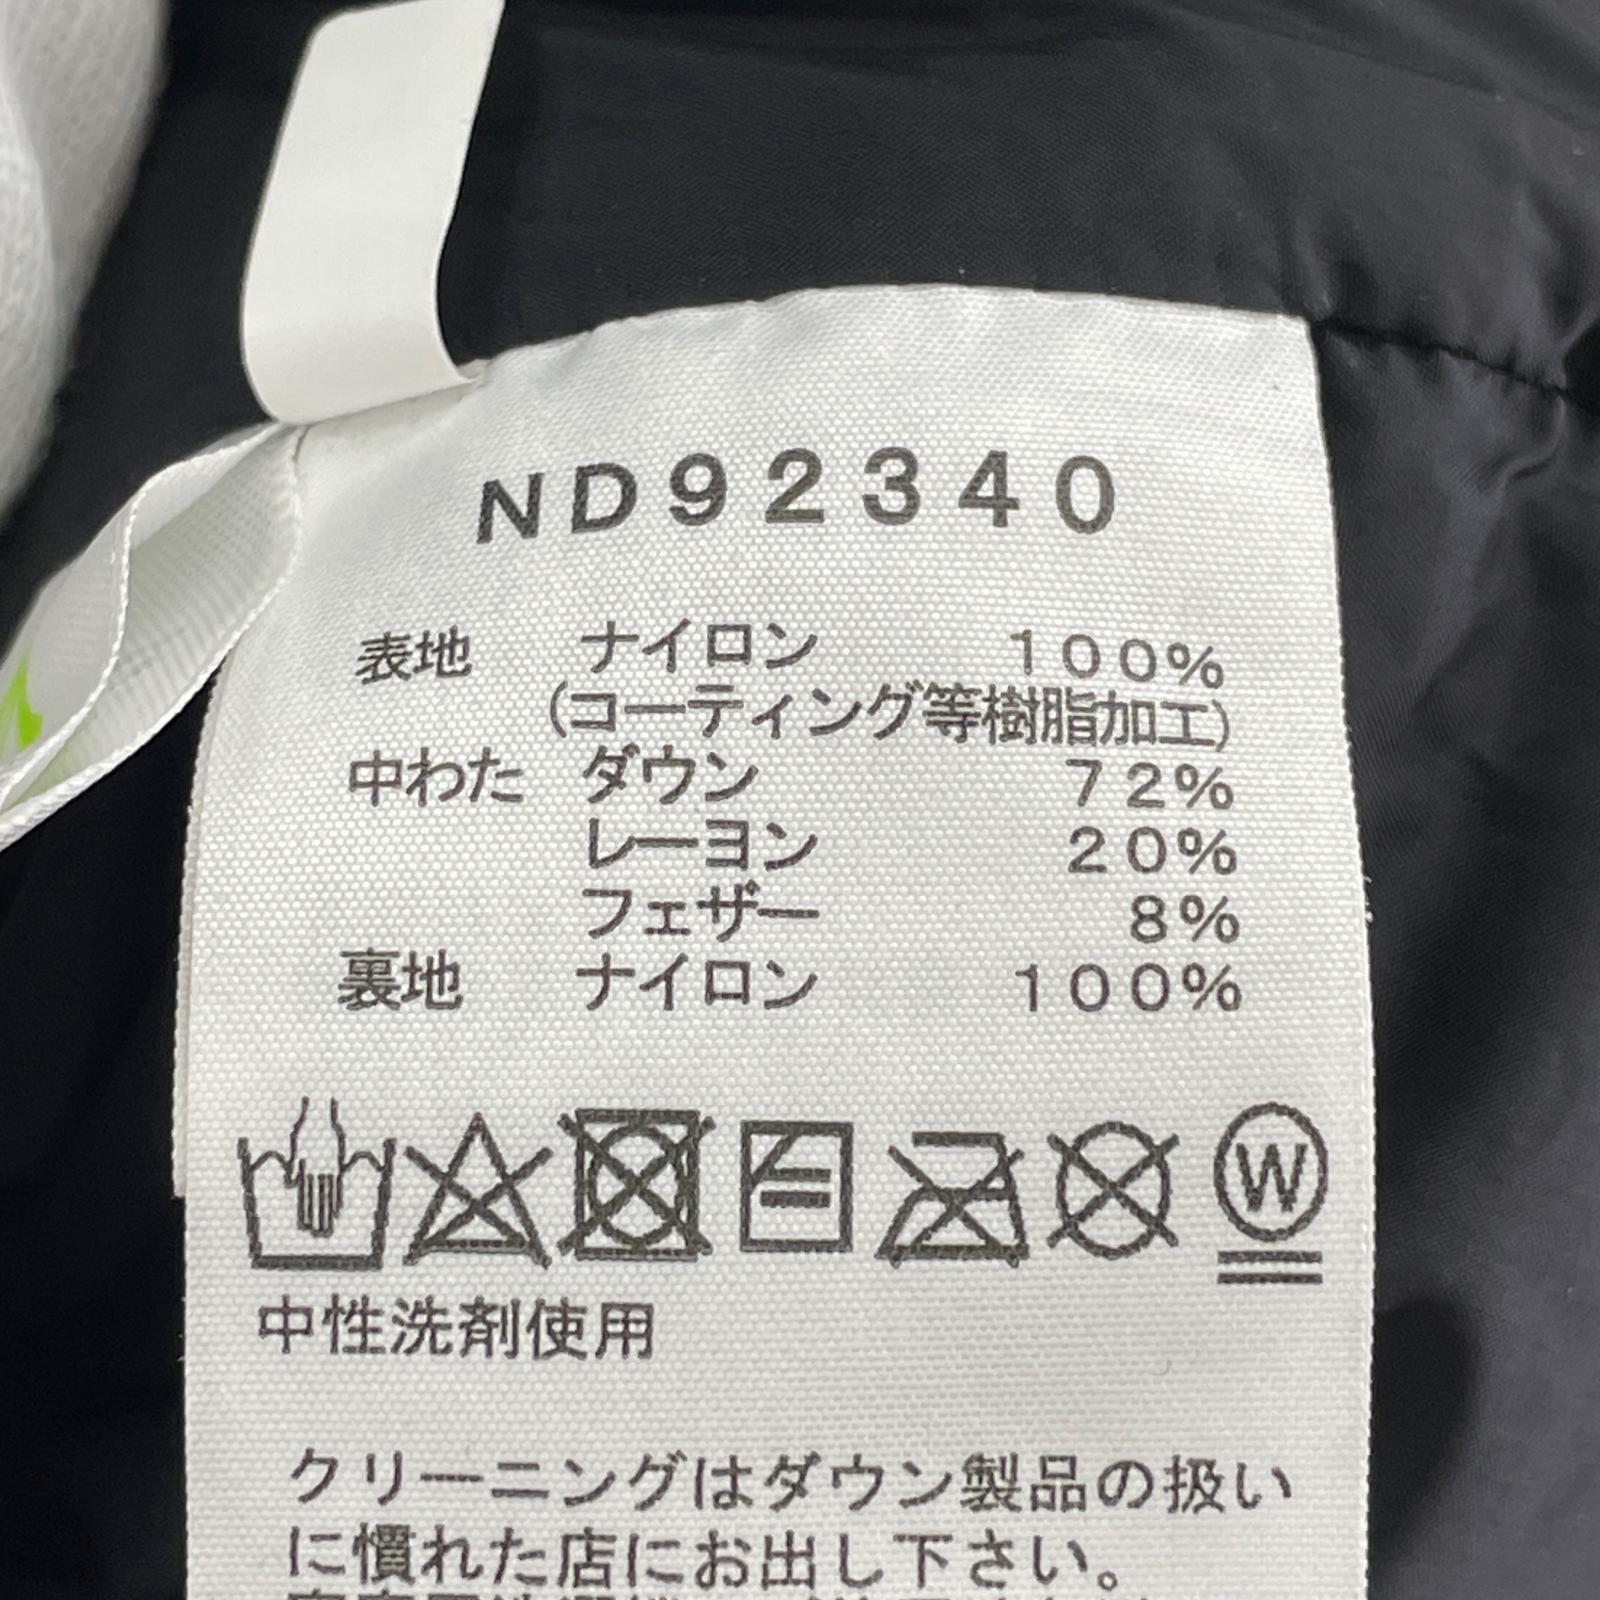 ND92340
表地 ナイロン 100%
(コーティング等樹脂加工)
中わた ダウン 72%
レーヨン 20%
フェザー 8%
裏地 ナイロン 100%
W
中性洗剤使用
クリーニングはダウン製品の扱い
に慣れた店にお出し下さい。